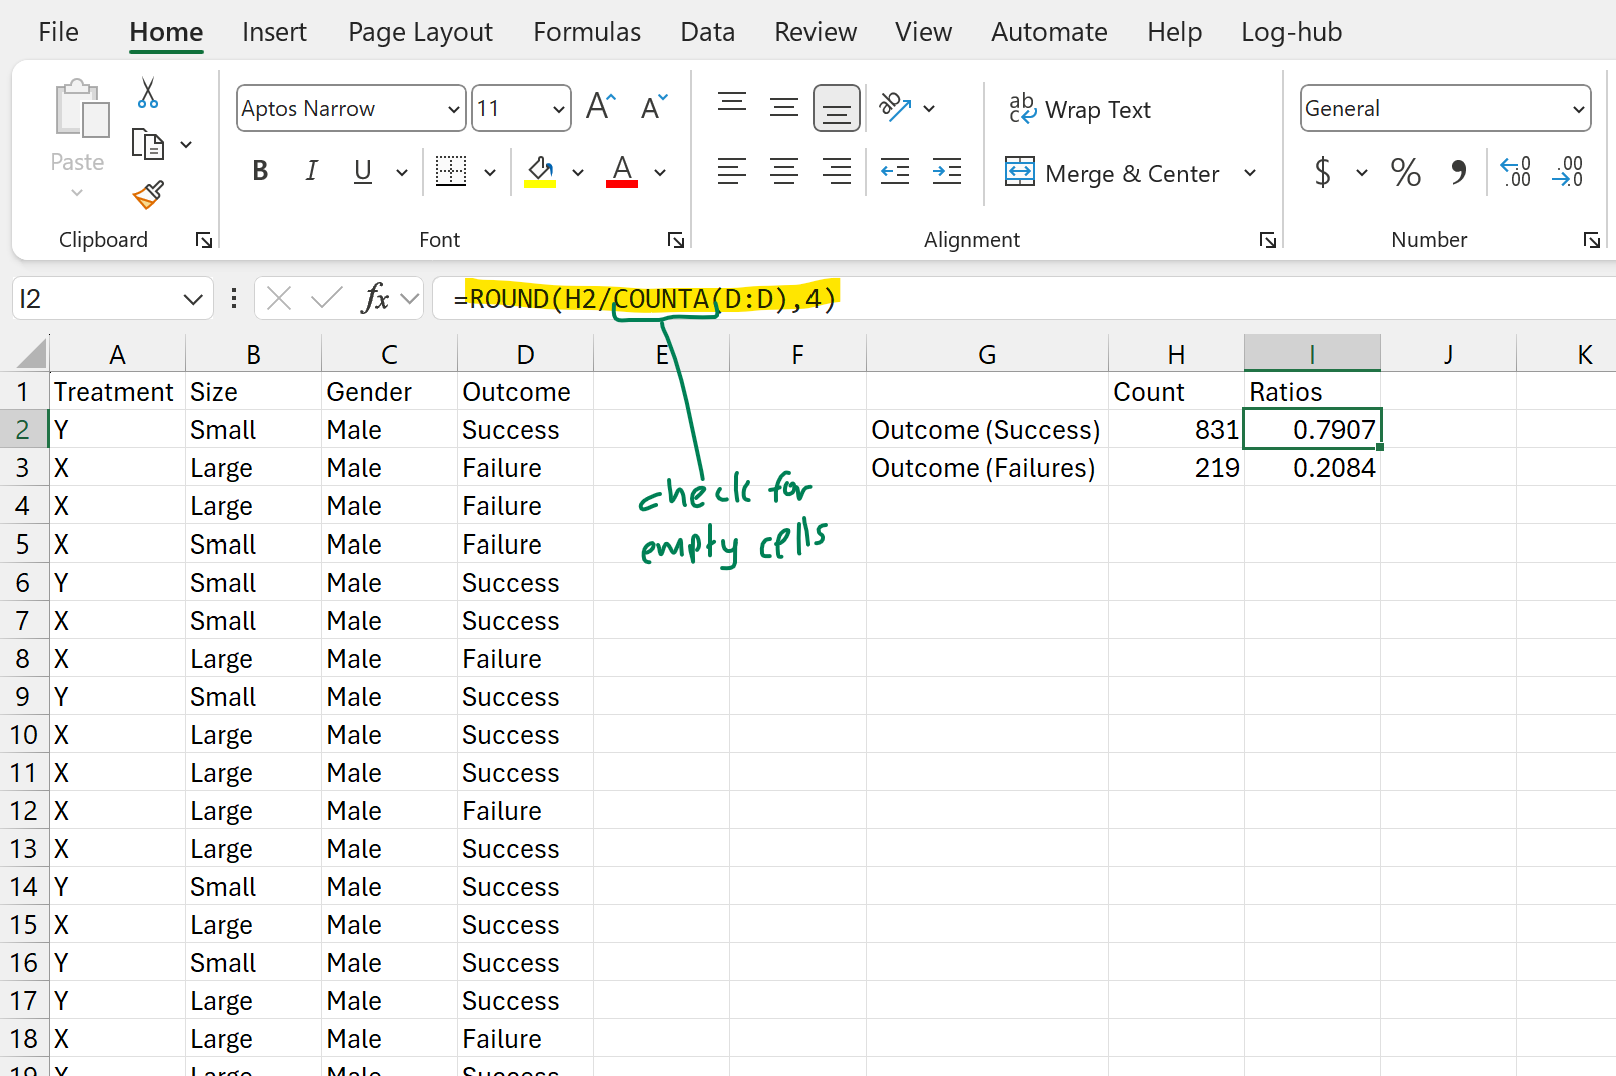 File Home Insert Page Layout Formulas Data Review View Automate Help Log-hub
Paste
Aptos Narrow 11
B I U A
ab Wrap Text
Merge & Center
General
$ % 9 .00 .00
Clipboard Font Alignment Number
I2 fx =ROUND(H2/COUNTA(D:D),4)
A B C D E F G H I J K
1 Treatment Size Gender Outcome Count Ratios
2 Y Small Male Success Outcome (Success) 831 0.7907
3 X Large Male Failure Outcome (Failures) 219 0.2084
4 X Large Male Failure
check for
empty cells
5 X Small Male Failure
6 Y Small Male Success
7 X Small Male Success
8 X Large Male Failure
9 Y Small Male Success
10 X Large Male Success
11 X Large Male Success
12 X Large Male Failure
13 X Large Male Success
14 Y Small Male Success
15 X Large Male Success
16 Y Small Male Success
17 Y Large Male Success
18 X Large Male Failure
19 Large Male Success